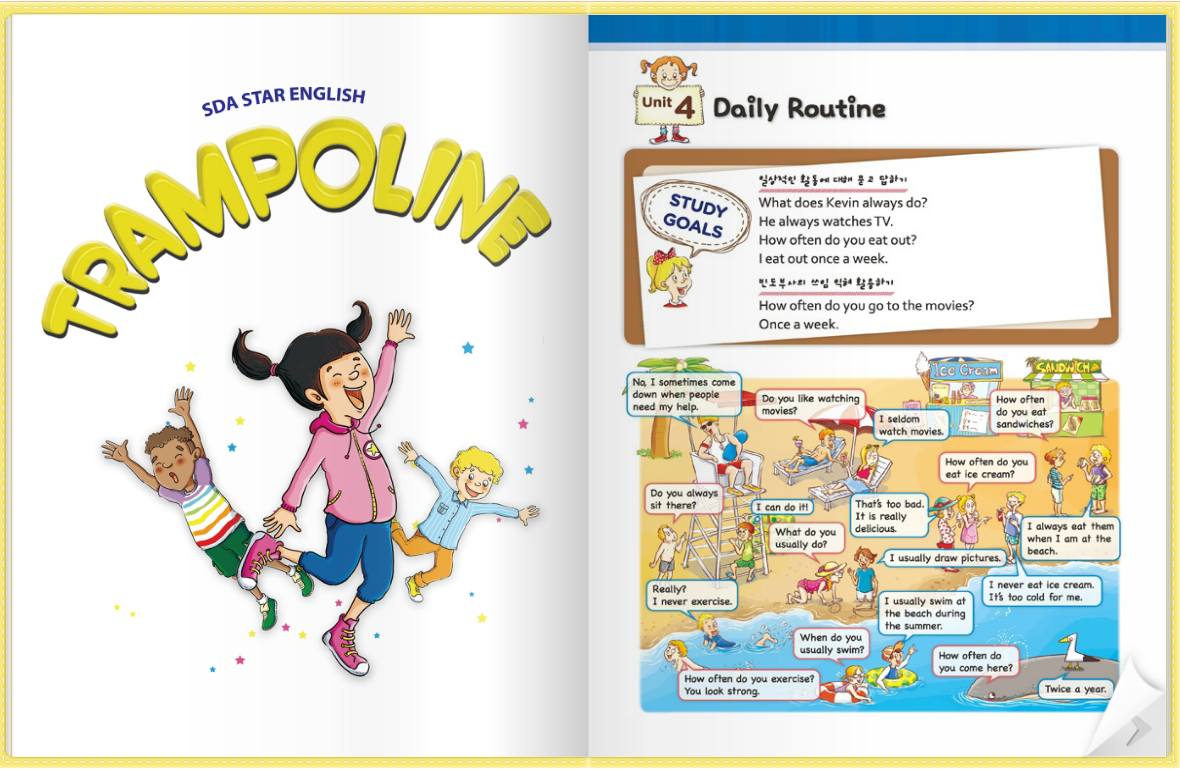 SDA STAR ENGLISH
TRAMPOLINE
Unit 4
Daily Routine
STUDY
GOALS
일상적인 활동에 대해 묻고 답하기
What does Kevin always do?
He always watches TV.
How often do you eat out?
I eat out once a week.
빈도부사의 쓰임 익혀 활용하기
How often do you go to the movies?
Once a week.
Ice Cream
SANDWICH
No, I sometimes come
down when people
need my help.
Do you like watching
movies?
I seldom
watch movies.
How often
do you eat
sandwiches?
How often do you
eat ice cream?
Do you always
sit there?
I can do it!
That's too bad.
It is really
delicious.
What do you
usually do?
I always eat them
when I am at the
beach.
I usually draw pictures.
Really?
I never exercise.
I never eat ice cream.
It's too cold for me.
I usually swim at
the beach during
the summer.
When do you
usually swim?
How often do
you come here?
How often do you exercise?
You look strong.
Twice a year.